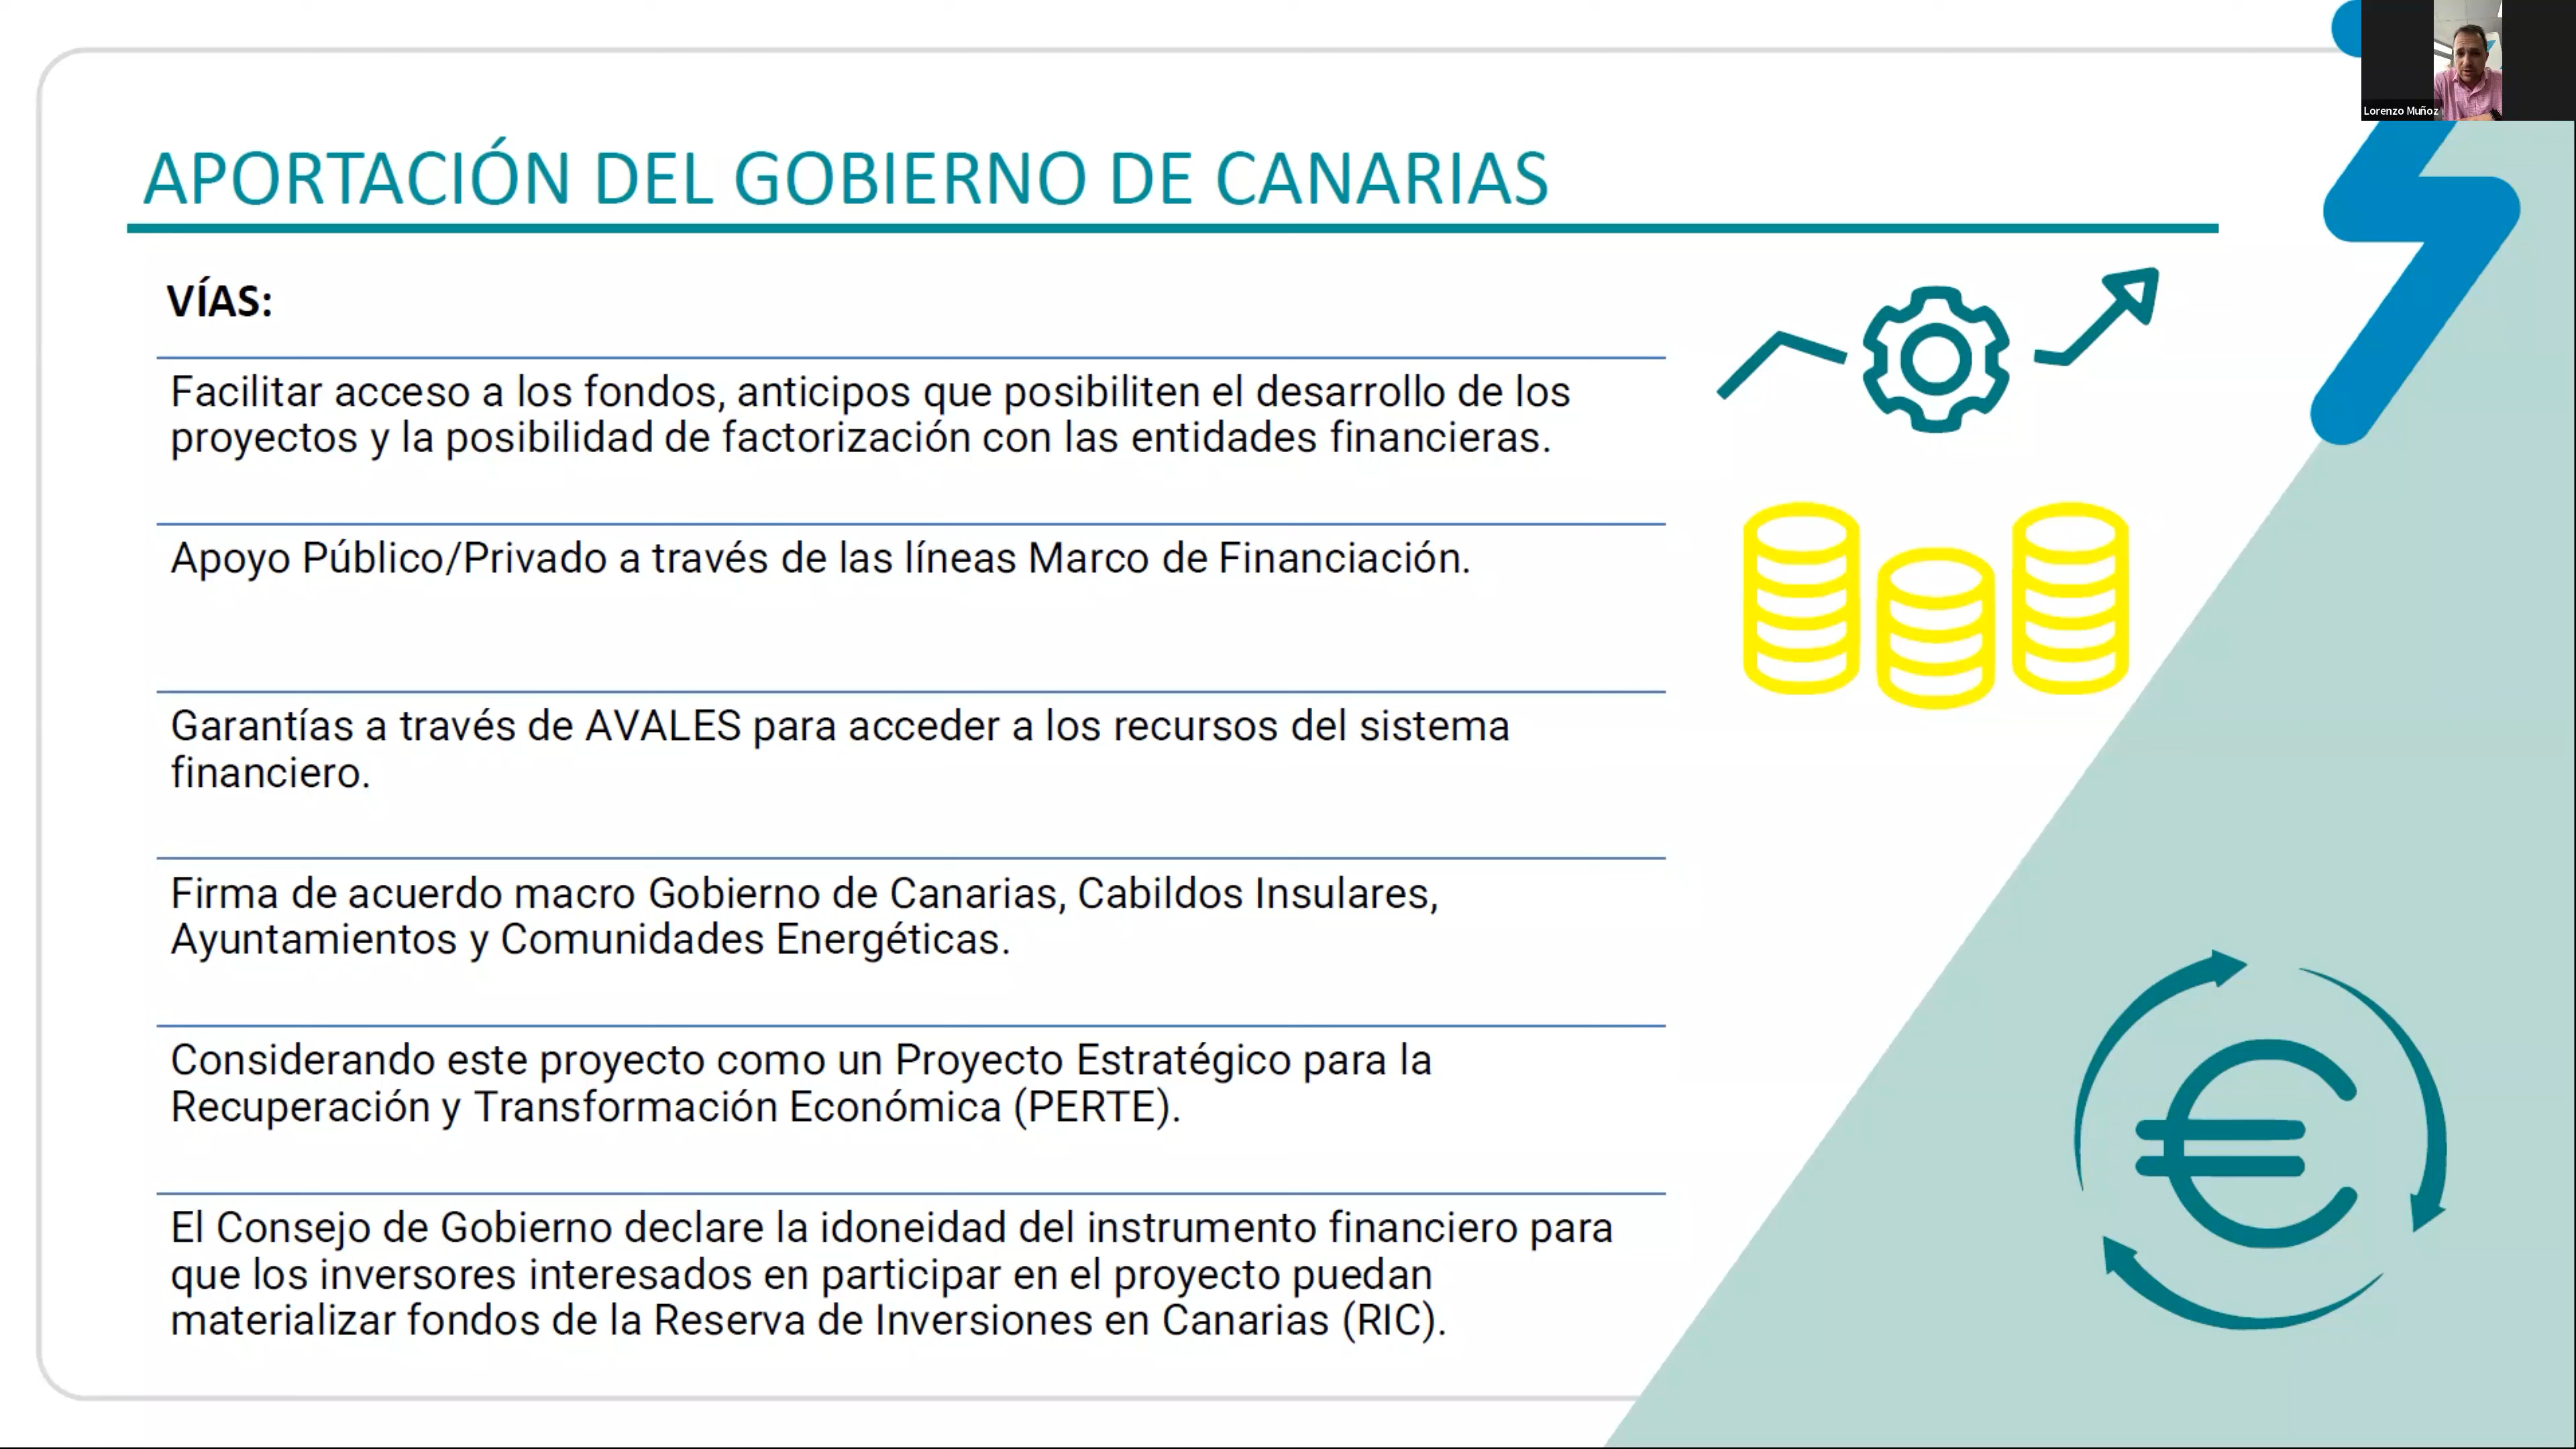 Lorenzo Muñoz
APORTACIÓN DEL GOBIERNO DE CANARIAS
VÍAS:
Facilitar acceso a los fondos, anticipos que posibiliten el desarrollo de los
proyectos y la posibilidad de factorización con las entidades financieras.
Apoyo Público/Privado a través de las líneas Marco de Financiación.
Garantías a través de AVALES para acceder a los recursos del sistema
financiero.
Firma de acuerdo macro Gobierno de Canarias, Cabildos Insulares,
Ayuntamientos y Comunidades Energéticas.
Considerando este proyecto como un Proyecto Estratégico para la
Recuperación y Transformación Económica (PERTE).
El Consejo de Gobierno declare la idoneidad del instrumento financiero para
que los inversores interesados en participar en el proyecto puedan
materializar fondos de la Reserva de Inversiones en Canarias (RIC).